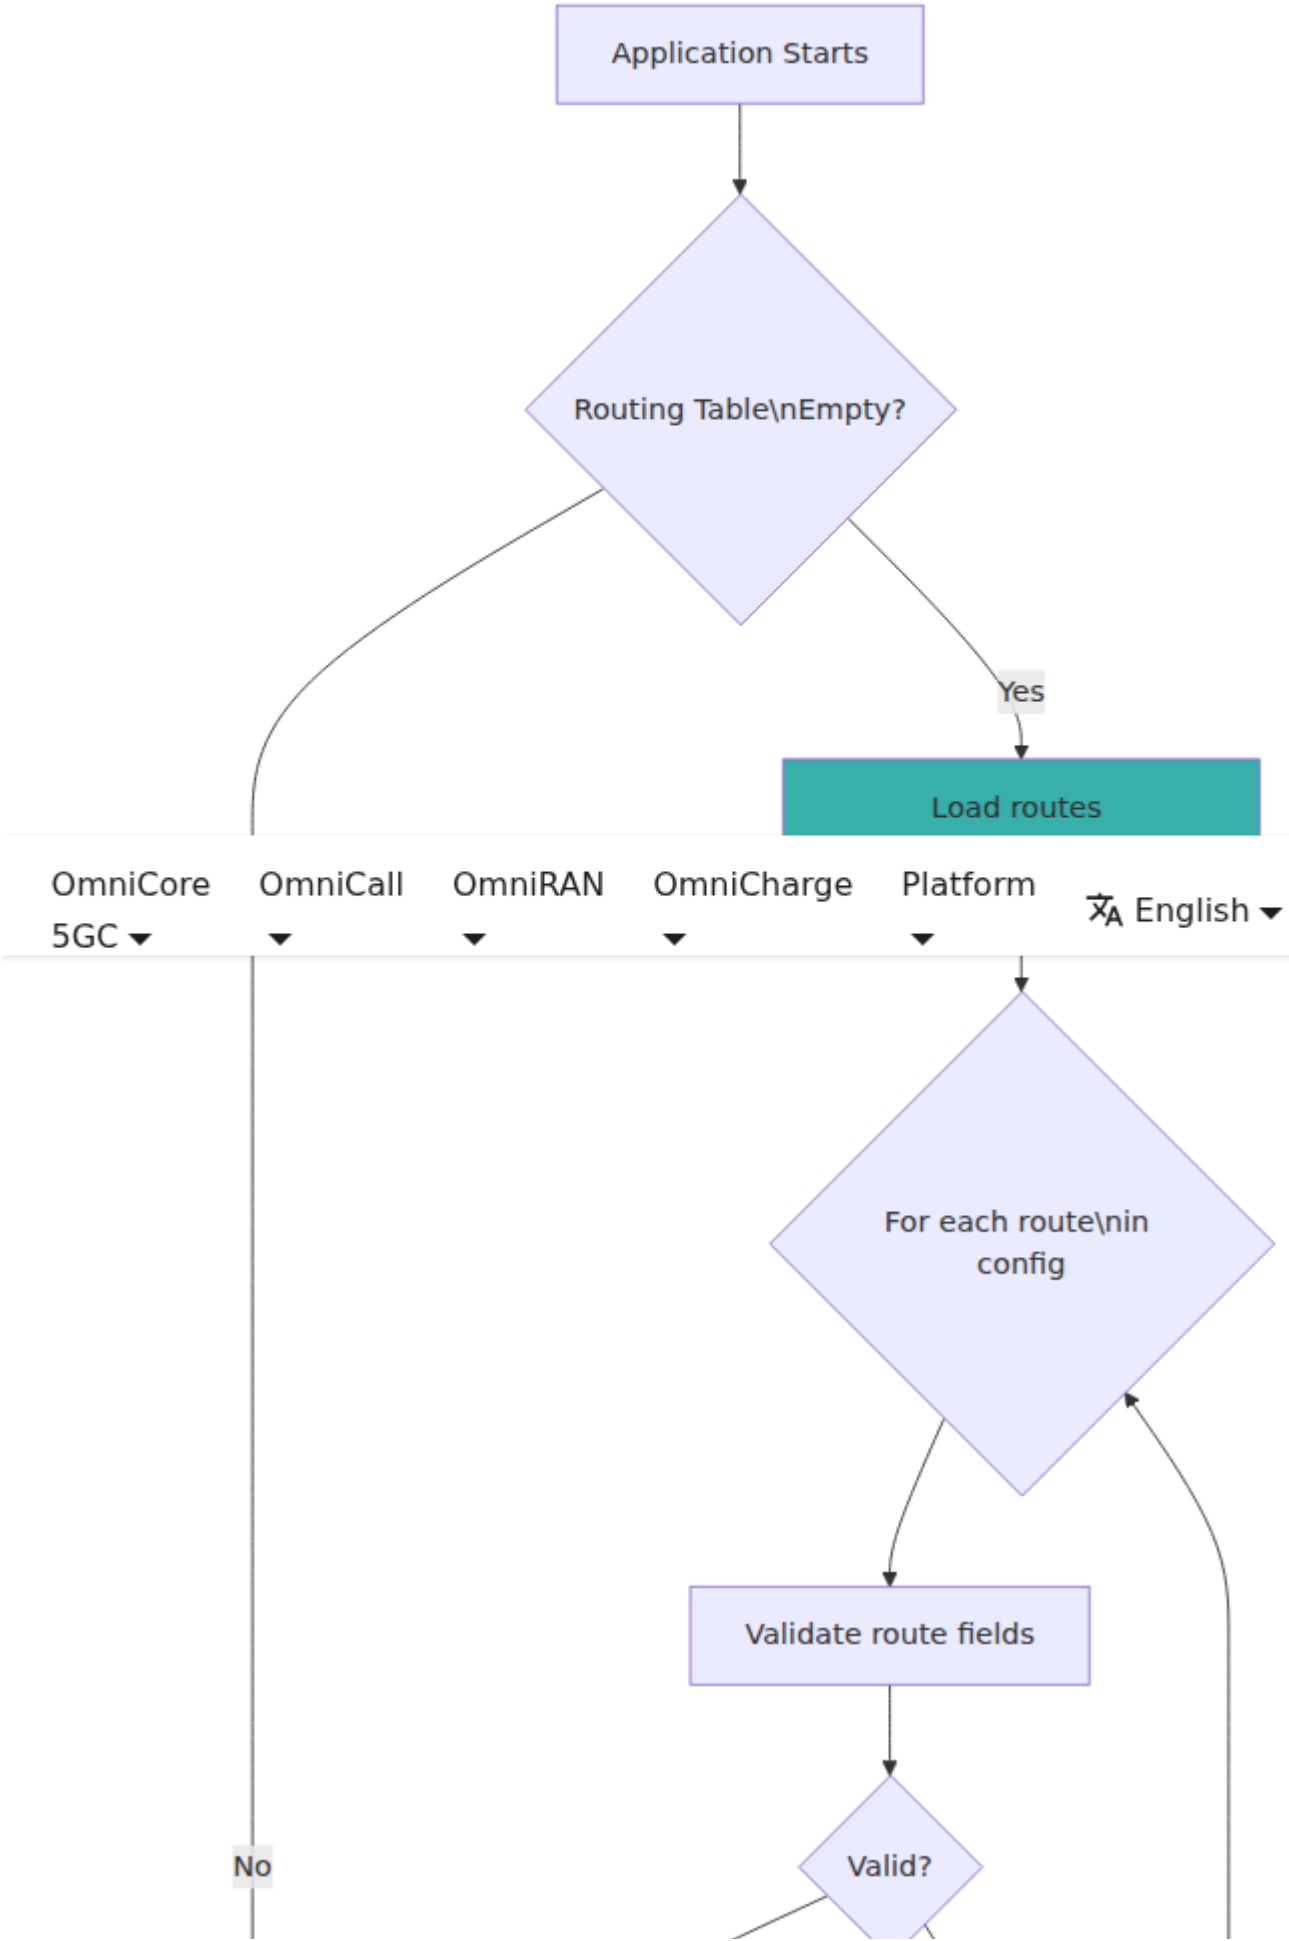 Application Starts
Routing Table\nEmpty?
Yes
Load routes
OmniCore
5GC
OmniCall
OmniRAN
OmniCharge
Platform
English
For each route\nin
config
Validate route fields
No
Valid?